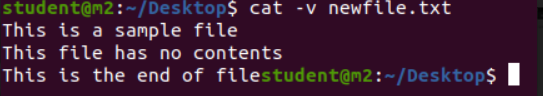 student@m2:~/Desktop$ cat -v newfile.txt
This is a sample file
This file has no contents
This is the end of filestudent@m2:~/Desktop$